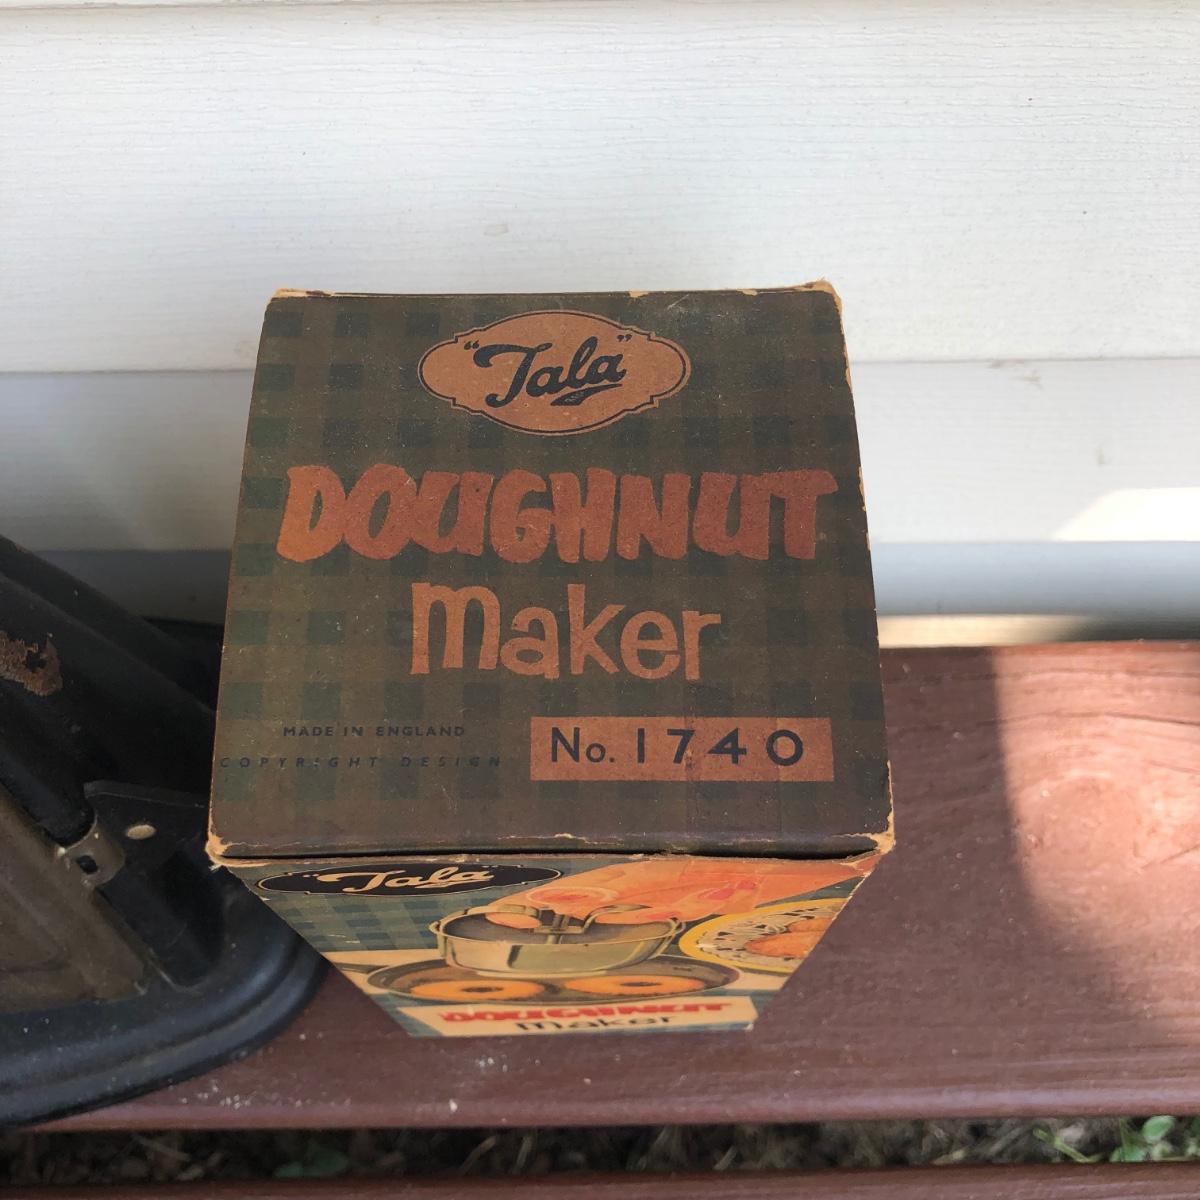 "Tala"
DOUGHNUT
maker
MADE IN ENGLAND
COPYRIGHT DESIGN
No. 1740
"Tala"
DOUGHNUT
maker